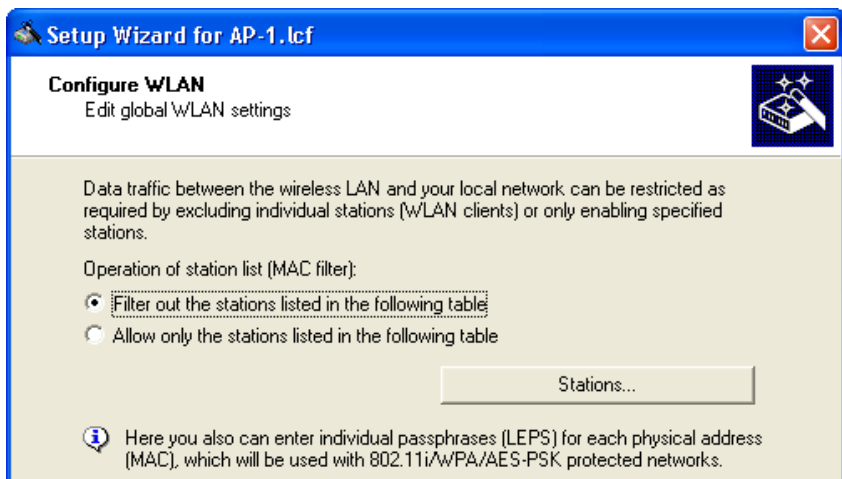 Setup Wizard for AP-1.lcf
Configure WLAN
Edit global WLAN settings
Data traffic between the wireless LAN and your local network can be restricted as
required by excluding individual stations (WLAN clients) or only enabling specified
stations.
Operation of station list (MAC filter):
Filter out the stations listed in the following table
Allow only the stations listed in the following table
Stations...
Here you also can enter individual passphrases (LEPS) for each physical address
(MAC), which will be used with 802.11i/WPA/AES-PSK protected networks.